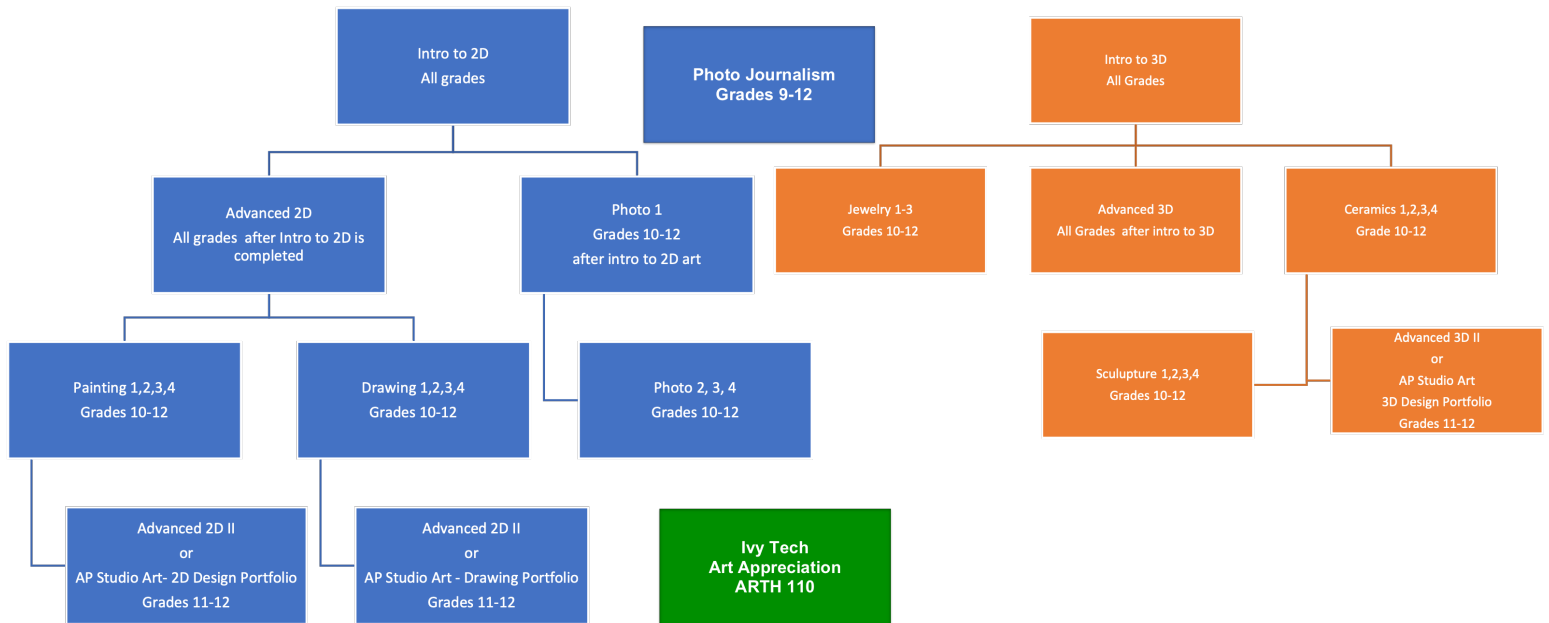 Intro to 2D
All grades
Photo Journalism
Grades 9-12
Intro to 3D
All Grades
Advanced 2D
All grades after Intro to 2D is
completed
Photo 1
Grades 10-12
after intro to 2D art
Jewelry 1-3
Grades 10-12
Advanced 3D
All Grades after intro to 3D
Ceramics 1,2,3,4
Grade 10-12
Painting 1,2,3,4
Grades 10-12
Drawing 1,2,3,4
Grades 10-12
Photo 2, 3, 4
Grades 10-12
Sculupture 1,2,3,4
Grades 10-12
Advanced 3D II
or
AP Studio Art
3D Design Portfolio
Grades 11-12
Advanced 2D II
or
AP Studio Art- 2D Design Portfolio
Grades 11-12
Advanced 2D II
or
AP Studio Art - Drawing Portfolio
Grades 11-12
Ivy Tech
Art Appreciation
ARTH 110